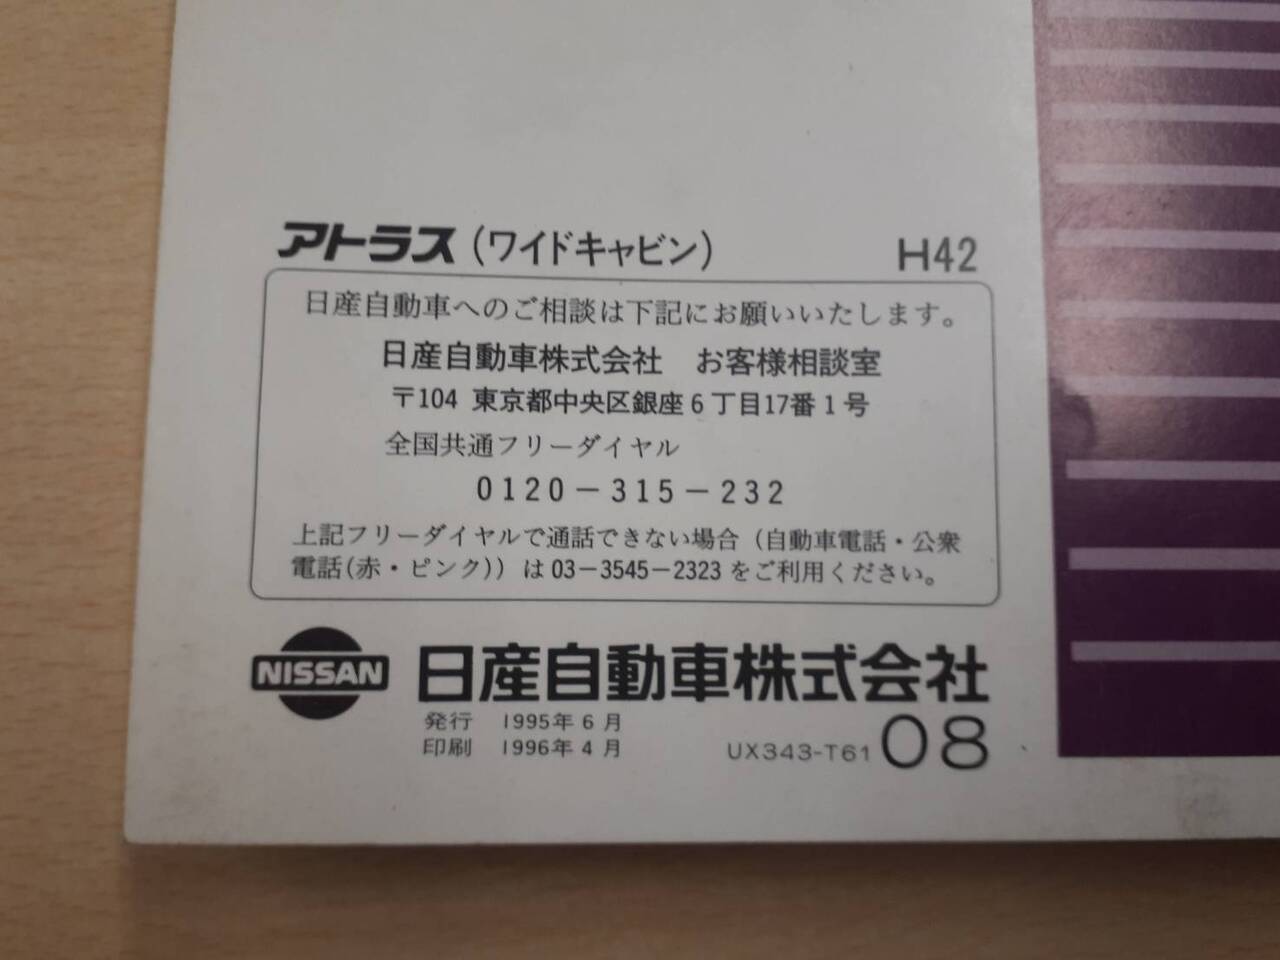 アトラス(ワイドキャビン) H42
日産自動車へのご相談は下記にお願いいたします。
日産自動車株式会社 お客様相談室
〒104 東京都中央区銀座6丁目17番1号
全国共通フリーダイヤル
0120-315-232
上記フリーダイヤルで通話できない場合(自動車電話・公衆
電話(赤・ピンク))は03-3545-2323をご利用ください。
NISSAN 日産自動車株式会社
発行 1995年6月
印刷 1996年4月 UX343-T61 08